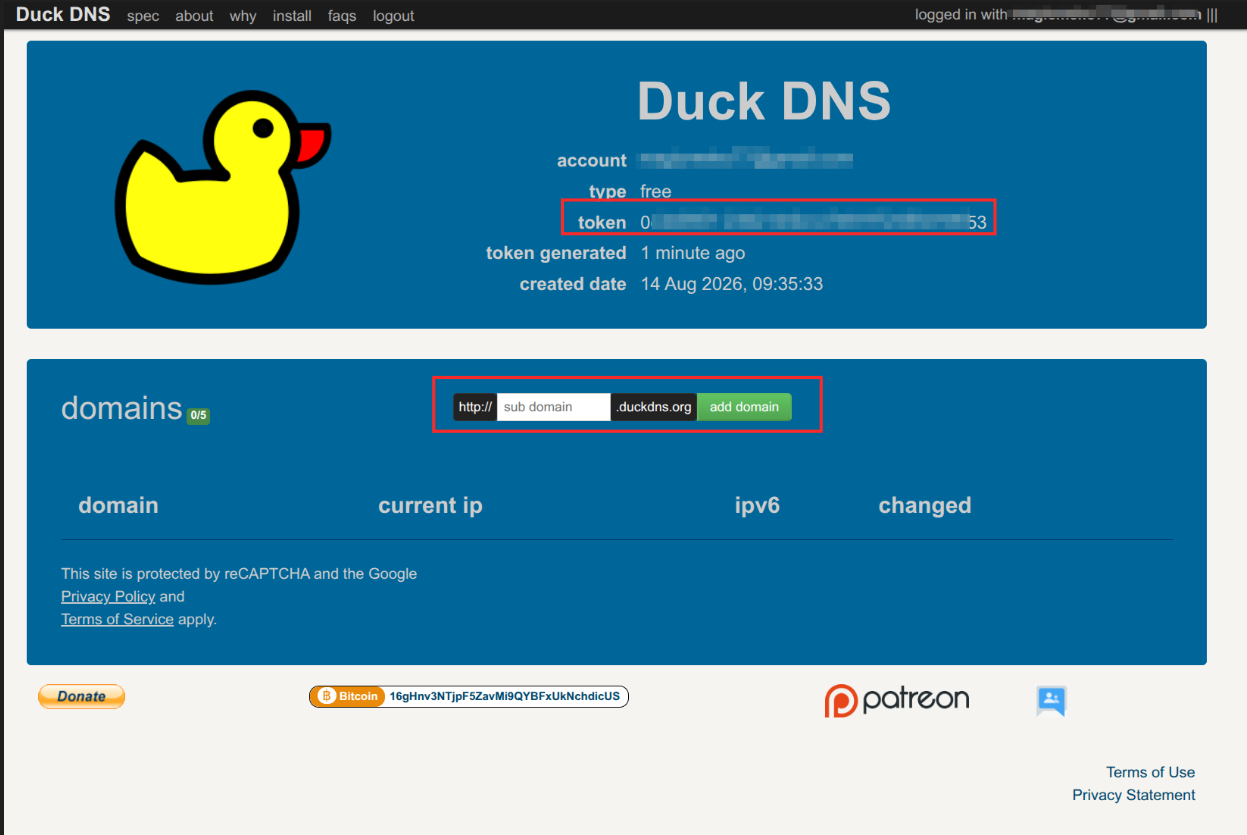 Duck DNS spec about why install faqs logout logged in with |||
Duck DNS
account
type free
token
token generated 1 minute ago
created date 14 Aug 2026, 09:35:33
domains 0/5
http:// sub domain .duckdns.org add domain
domain current ip ipv6 changed
This site is protected by reCAPTCHA and the Google
Privacy Policy and
Terms of Service apply.
Donate
Bitcoin 16gHnv3NTjpF5ZavMi9QYBFxUkNchdicUS
patreon
Terms of Use
Privacy Statement